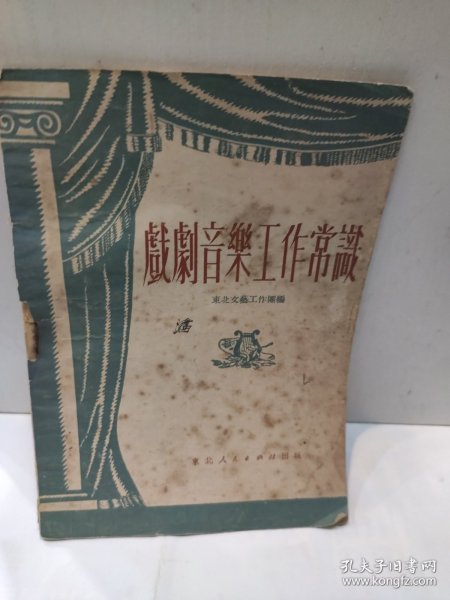 戲劇音樂工作常識
東北文藝工作團編
東北人民出版社出版
孔夫子旧书网
www.kongfz.com